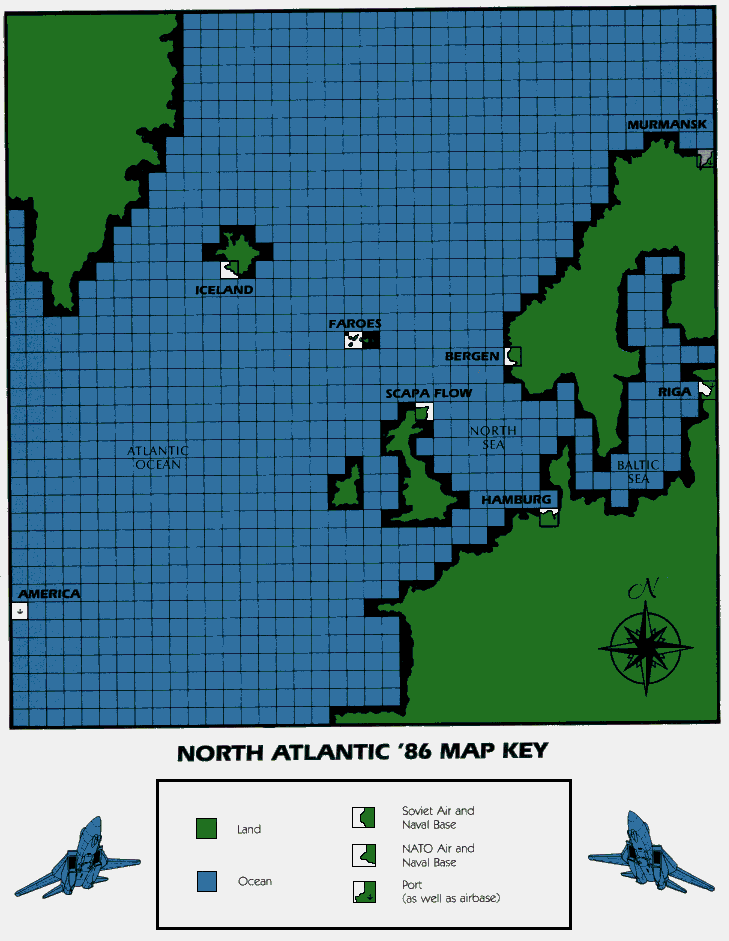 MURMANSK
ICELAND
FAROES
BERGEN
SCAPA FLOW
RIGA
NORTH
SEA
ATLANTIC
OCEAN
BALTIC
SEA
HAMBURG
AMERICA
N
NORTH ATLANTIC '86 MAP KEY
Land
Ocean
Soviet Air and
Naval Base
NATO Air and
Naval Base
Port
(as well as airbase)